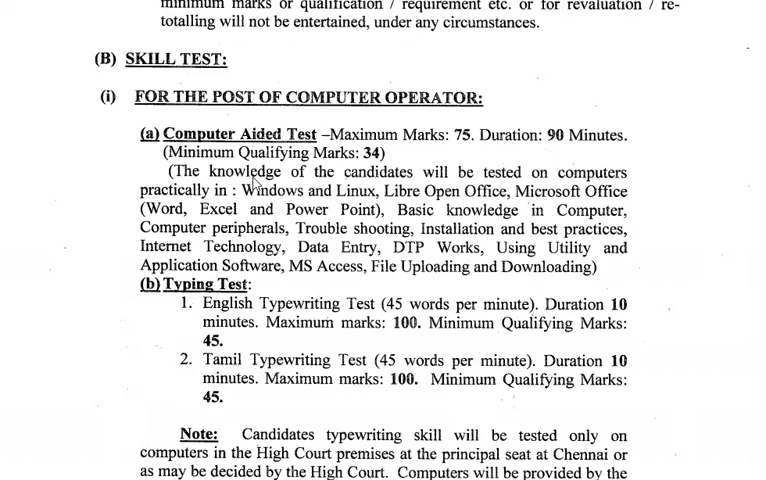 minimum marks or qualification / requirement etc. or for revaluation / re-
totalling will not be entertained, under any circumstances.
(B) SKILL TEST:
(i) FOR THE POST OF COMPUTER OPERATOR:
(a) Computer Aided Test –Maximum Marks: 75. Duration: 90 Minutes.
(Minimum Qualifying Marks: 34)
(The knowledge of the candidates will be tested on computers
practically in : Windows and Linux, Libre Open Office, Microsoft Office
(Word, Excel and Power Point), Basic knowledge in Computer,
Computer peripherals, Trouble shooting, Installation and best practices,
Internet Technology, Data Entry, DTP Works, Using Utility and
Application Software, MS Access, File Uploading and Downloading)
(b) Typing Test:
1. English Typewriting Test (45 words per minute). Duration 10
minutes. Maximum marks: 100. Minimum Qualifying Marks:
45.
2. Tamil Typewriting Test (45 words per minute). Duration 10
minutes. Maximum marks: 100. Minimum Qualifying Marks:
45.
Note: Candidates typewriting skill will be tested only on
computers in the High Court premises at the principal seat at Chennai or
as may be decided by the High Court. Computers will be provided by the